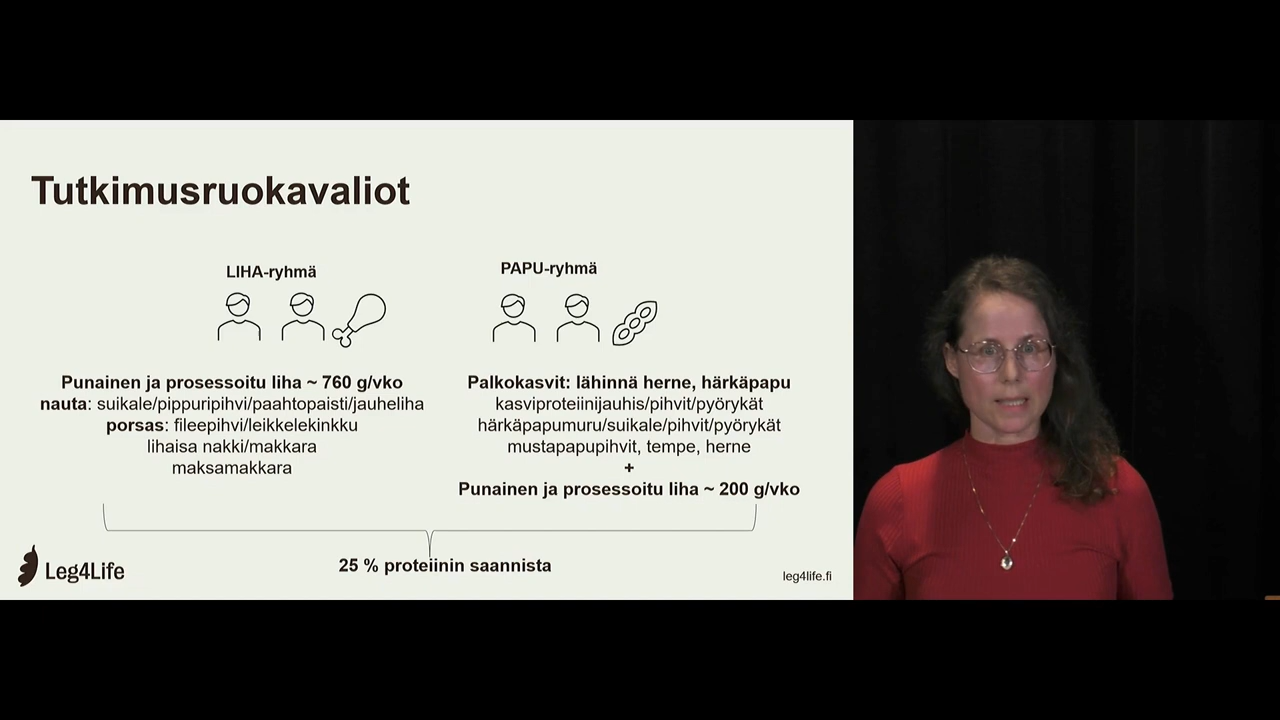 Tutkimusruokavaliot
LIHA-ryhmä
Punainen ja prosessoitu liha ~ 760 g/vko
nauta: suikale/pippuripihvi/paahtopaisti/jauheliha
porsas: fileepihvi/leikkelekinkku
lihaisa nakki/makkara
maksamakkara
PAPU-ryhmä
Palkokasvit: lähinnä herne, härkäpapu
kasviproteiinijauhis/pihvit/pyörykät
härkäpapumuru/suikale/pihvit/pyörykät
mustapapupihvit, tempe, herne
+
Punainen ja prosessoitu liha ~ 200 g/vko
25 % proteiinin saannista
Leg4Life
leg4life.fi